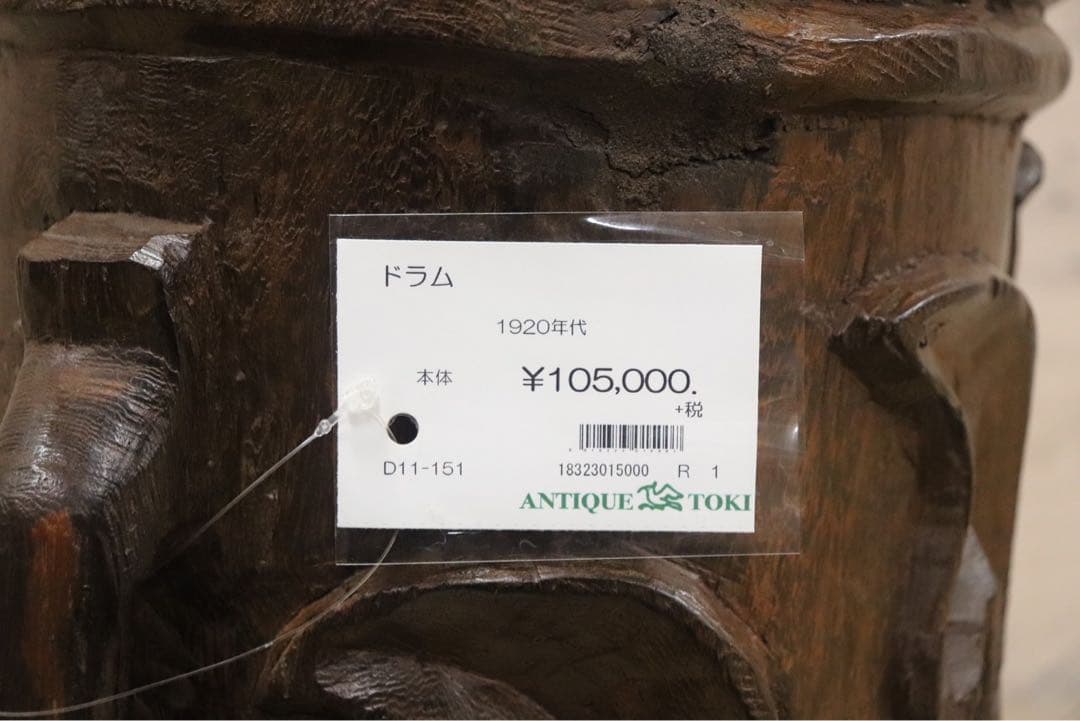 ドラム
1920年代
本体 ¥105,000.
+税
D11-151 18323015000 R 1
ANTIQUE TOKI